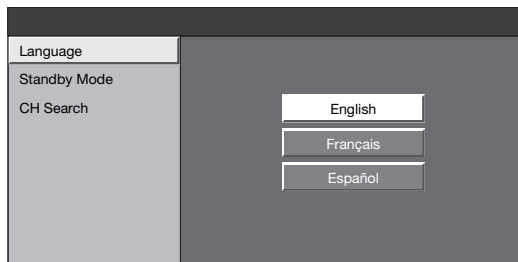 Language
Standby Mode
CH Search
English
Français
Español